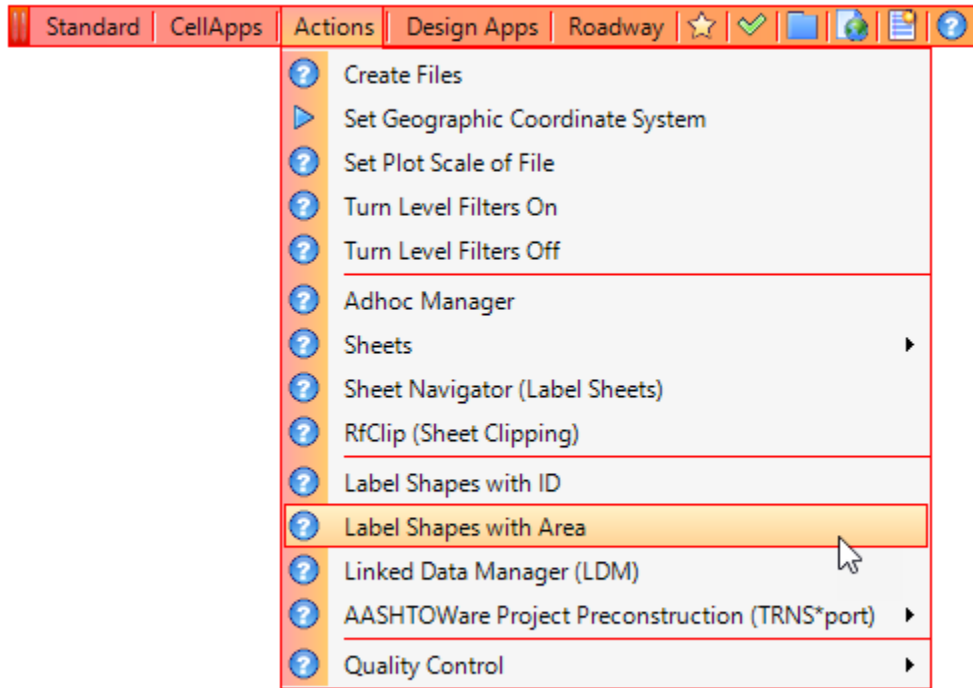 Standard CellApps Actions Design Apps Roadway
Create Files
Set Geographic Coordinate System
Set Plot Scale of File
Turn Level Filters On
Turn Level Filters Off
Adhoc Manager
Sheets
Sheet Navigator (Label Sheets)
RfClip (Sheet Clipping)
Label Shapes with ID
Label Shapes with Area
Linked Data Manager (LDM)
AASHTOWare Project Preconstruction (TRNS*port)
Quality Control